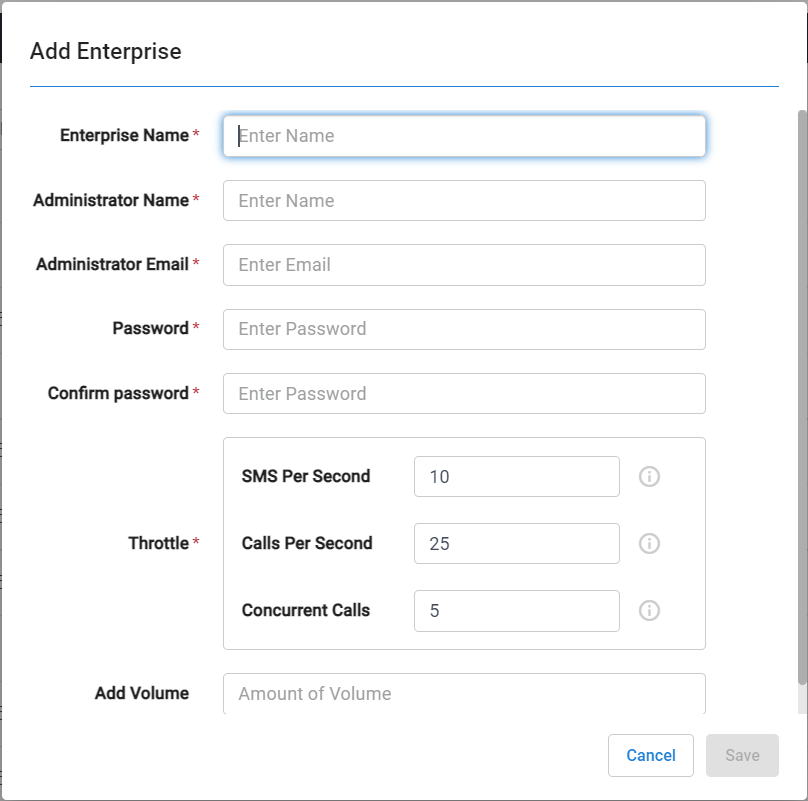 Add Enterprise
Enterprise Name * Enter Name
Administrator Name * Enter Name
Administrator Email * Enter Email
Password * Enter Password
Confirm password * Enter Password
SMS Per Second 10
Throttle * Calls Per Second 25
Concurrent Calls 5
Add Volume Amount of Volume
Cancel Save